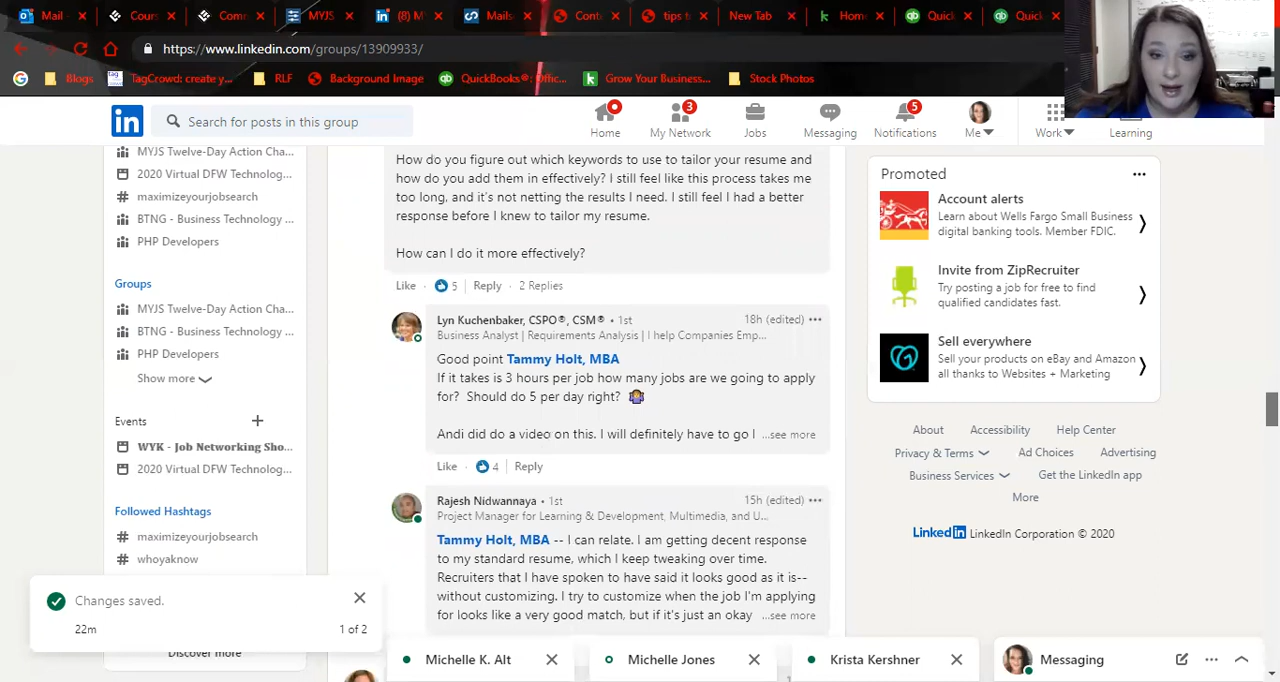 Mail
Cours
Comm
MYJS
(8) M
Mails
Cont
tips t
New Tab
Home
Quick
Quick
https://www.linkedin.com/groups/13909933/
Blogs
TagCrowd: create y...
RLF
Background Image
QuickBooks®: Offic...
Grow Your Business...
Stock Photos
in
Search for posts in this group
Home
3
My Network
Jobs
Messaging
5
Notifications
Me
Work
Learning
MYJS Twelve-Day Action Cha...
2020 Virtual DFW Technolog...
# maximizeyourjobsearch
BTNG - Business Technology ...
PHP Developers
Groups
MYJS Twelve-Day Action Cha...
BTNG - Business Technology ...
PHP Developers
Show more
Events
WYK - Job Networking Sho...
2020 Virtual DFW Technolog...
Followed Hashtags
# maximizeyourjobsearch
# whoyaknow
Discover more
Changes saved.
22m
1 of 2
How do you figure out which keywords to use to tailor your resume and
how do you add them in effectively? I still feel like this process takes me
too long, and it's not netting the results I need. I still feel I had a better
response before I knew to tailor my resume.
How can I do it more effectively?
Like · 5 | Reply · 2 Replies
Lyn Kuchenbaker, CSPO®, CSM® • 1st
18h (edited) •••
Business Analyst | Requirements Analysis | I help Companies Emp...
Good point Tammy Holt, MBA
If it takes is 3 hours per job how many jobs are we going to apply
for? Should do 5 per day right?
Andi did do a video on this. I will definitely have to go l ...see more
Like · 4 | Reply
Rajesh Nidwannaya • 1st
15h (edited) •••
Project Manager for Learning & Development, Multimedia, and U...
Tammy Holt, MBA -- I can relate. I am getting decent response
to my standard resume, which I keep tweaking over time.
Recruiters that I have spoken to have said it looks good as it is--
without customizing. I try to customize when the job I'm applying
for looks like a very good match, but if it's just an okay ...see more
Promoted
•••
Account alerts
Learn about Wells Fargo Small Business
digital banking tools. Member FDIC.
Invite from ZipRecruiter
Try posting a job for free to find
qualified candidates fast.
Sell everywhere
Sell your products on eBay and Amazon
all thanks to Websites + Marketing
About
Accessibility
Help Center
Privacy & Terms
Ad Choices
Advertising
Business Services
Get the LinkedIn app
More
Linkedin LinkedIn Corporation © 2020
Michelle K. Alt
Michelle Jones
Krista Kershner
Messaging